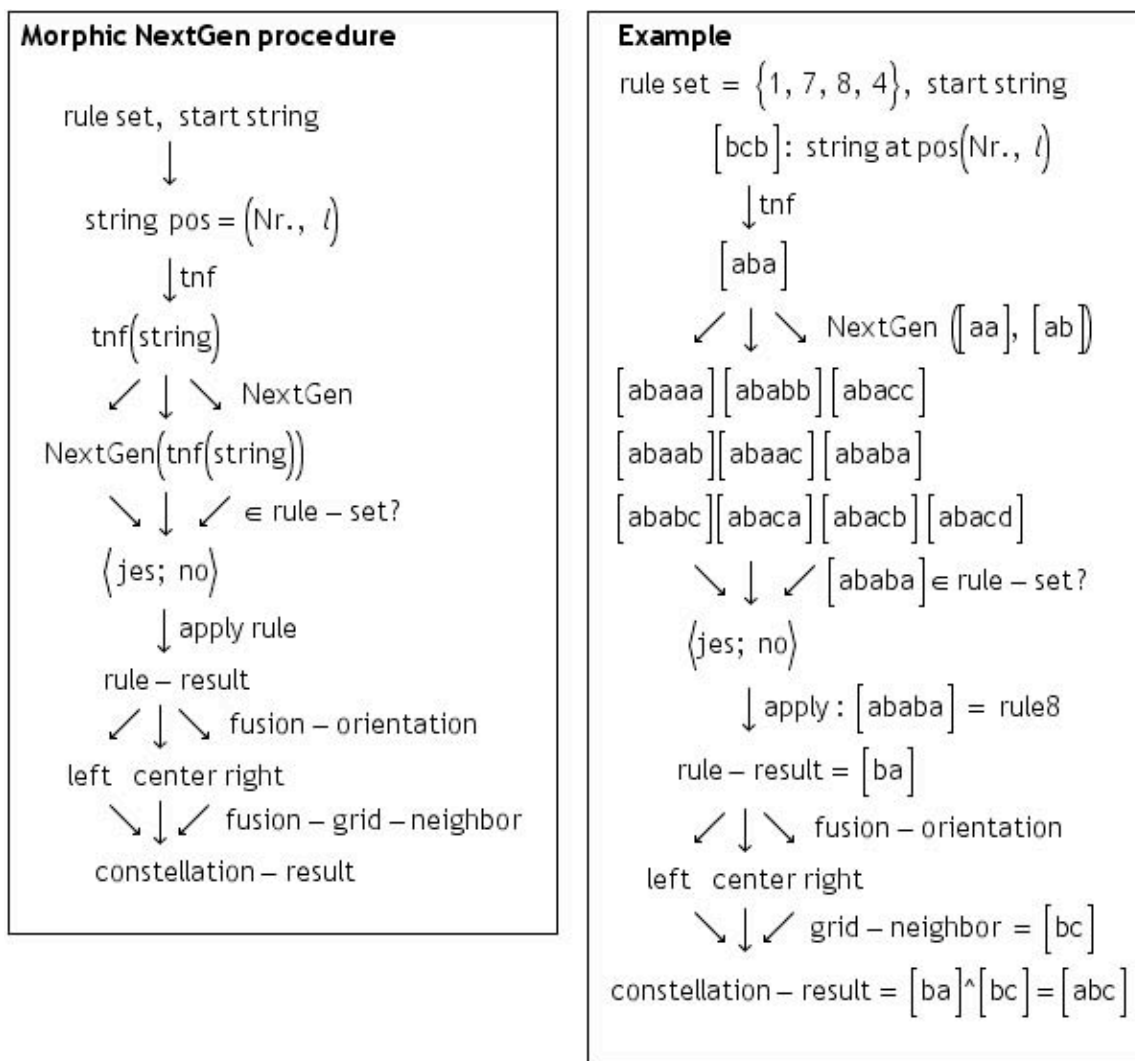 Morphic NextGen procedure
rule set, start string
↓
string pos = (Nr., l)
↓ tnf
tnf(string)
↙ ↓ ↘ NextGen
NextGen(tnf(string))
↘ ↓ ↙ ∈ rule – set?
⟨jes; no⟩
↓ apply rule
rule – result
↙ ↓ ↘ fusion – orientation
left center right
↘ ↓ ↙ fusion – grid – neighbor
constellation – result
Example
rule set = {1, 7, 8, 4}, start string
[bcb]: string at pos(Nr., l)
↓ tnf
[aba]
↙ ↓ ↘ NextGen ([aa], [ab])
[abaaa][ababb][abacc]
[abaab][abaac][ababa]
[ababc][abaca][abacb][abacd]
↘ ↓ ↙ [ababa] ∈ rule – set?
⟨jes; no⟩
↓ apply : [ababa] = rule8
rule – result = [ba]
↙ ↓ ↘ fusion – orientation
left center right
↘ ↓ ↙ grid – neighbor = [bc]
constellation – result = [ba]^[bc]=[abc]